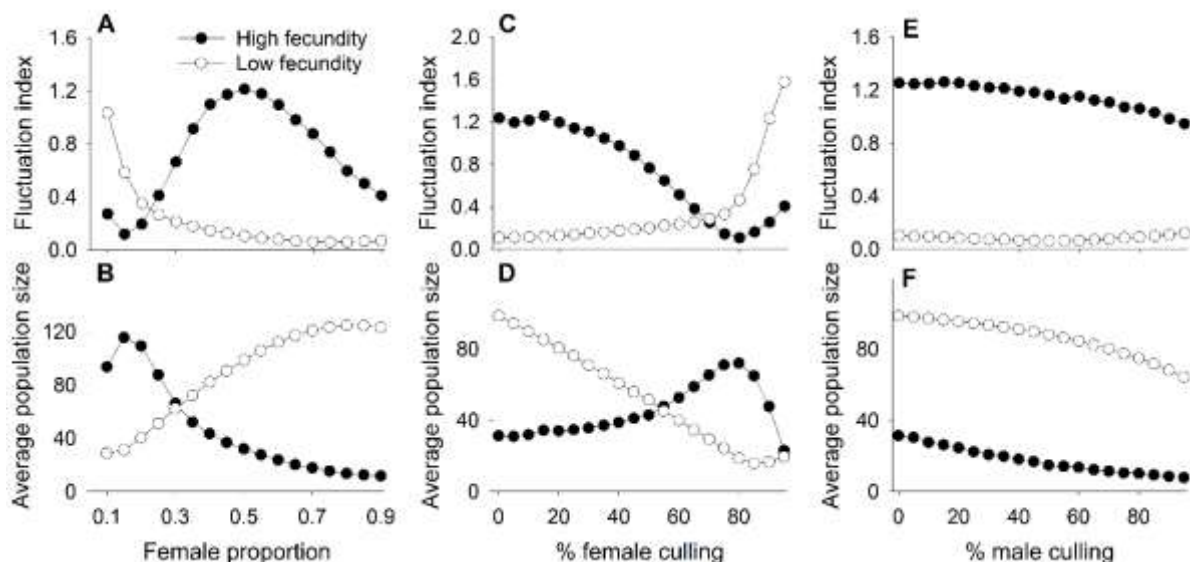 A
C
E
High fecundity
Low fecundity
Fluctuation index
1.6
1.2
0.8
0.4
0.0
Fluctuation index
2.0
1.6
1.2
0.8
0.4
0.0
Fluctuation index
1.6
1.2
0.8
0.4
0.0
B
D
F
Average population size
120
80
40
0
Average population size
80
40
0
Average population size
80
40
0
0.1 0.3 0.5 0.7 0.9
0 20 40 60 80
0 20 40 60 80
Female proportion
% female culling
% male culling